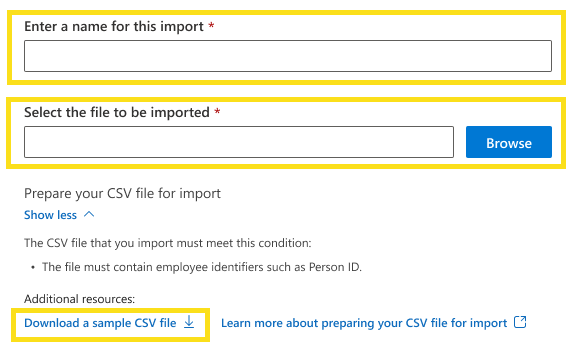 Enter a name for this import *
Select the file to be imported *
Browse
Prepare your CSV file for import
Show less
The CSV file that you import must meet this condition:
• The file must contain employee identifiers such as Person ID.
Additional resources:
Download a sample CSV file Learn more about preparing your CSV file for import